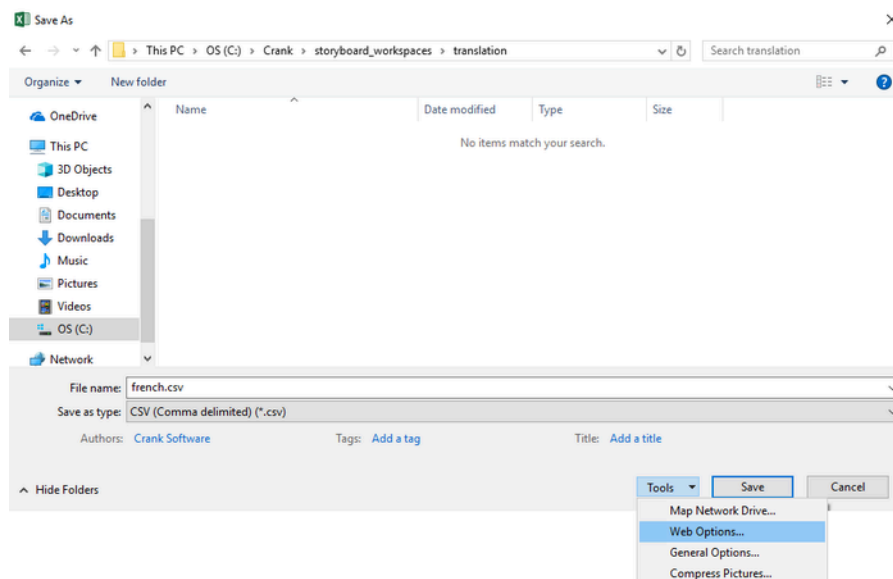 Save As
This PC > OS (C:) > Crank > storyboard_workspaces > translation
Search translation
Organize
New folder
Name
Date modified
Type
Size
No items match your search.
OneDrive
This PC
3D Objects
Desktop
Documents
Downloads
Music
Pictures
Videos
OS (C:)
Network
File name: french.csv
Save as type: CSV (Comma delimited) (*.csv)
Authors: Crank Software
Tags: Add a tag
Title: Add a title
Hide Folders
Tools
Save
Cancel
Map Network Drive...
Web Options...
General Options...
Compress Pictures...